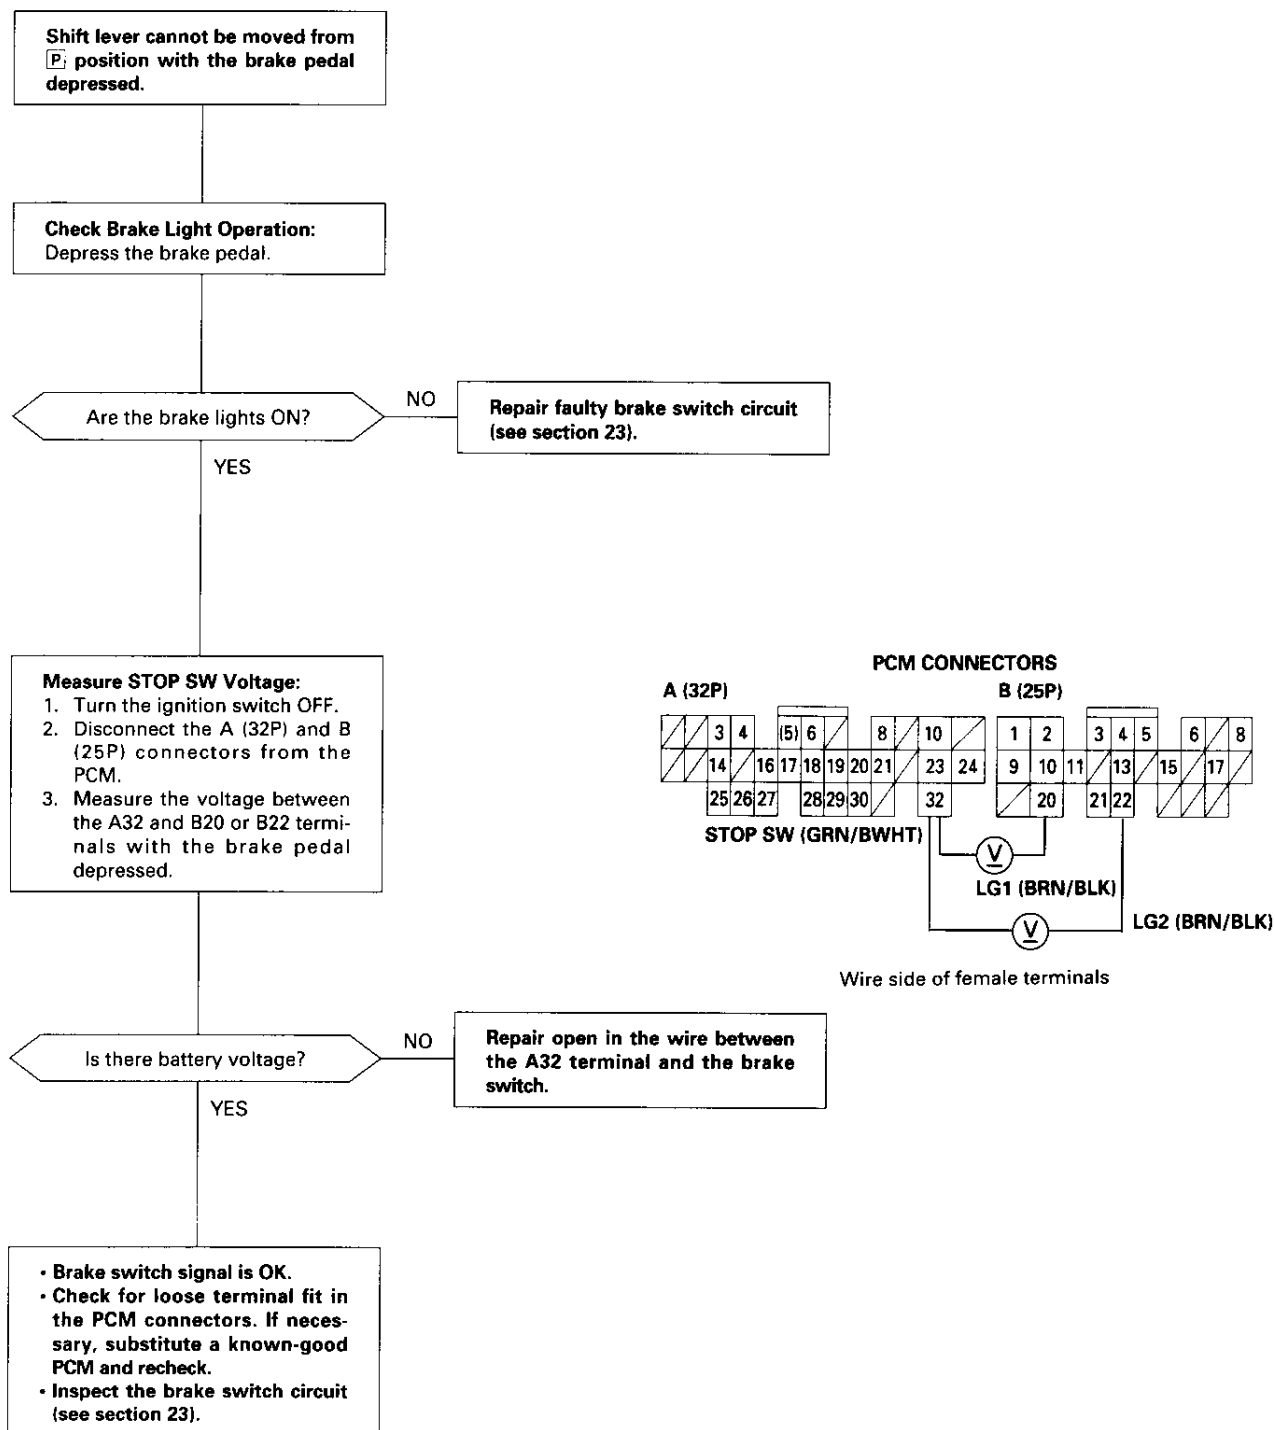 Shift lever cannot be moved from
P position with the brake pedal
depressed.
Check Brake Light Operation:
Depress the brake pedal.
Are the brake lights ON?
NO
Repair faulty brake switch circuit
(see section 23).
YES
Measure STOP SW Voltage:
1. Turn the ignition switch OFF.
2. Disconnect the A (32P) and B
(25P) connectors from the
PCM.
3. Measure the voltage between
the A32 and B20 or B22 termi-
nals with the brake pedal
depressed.
PCM CONNECTORS
A (32P)
B (25P)
3 4 (5) 6 8 10
14 16 17 18 19 20 21 23 24
25 26 27 28 29 30 32
1 2 3 4 5 6 8
9 10 11 13 15 17
20 21 22
STOP SW (GRN/BWHT)
V
LG1 (BRN/BLK)
V
LG2 (BRN/BLK)
Wire side of female terminals
Is there battery voltage?
NO
Repair open in the wire between
the A32 terminal and the brake
switch.
YES
• Brake switch signal is OK.
• Check for loose terminal fit in
the PCM connectors. If neces-
sary, substitute a known-good
PCM and recheck.
• Inspect the brake switch circuit
(see section 23).